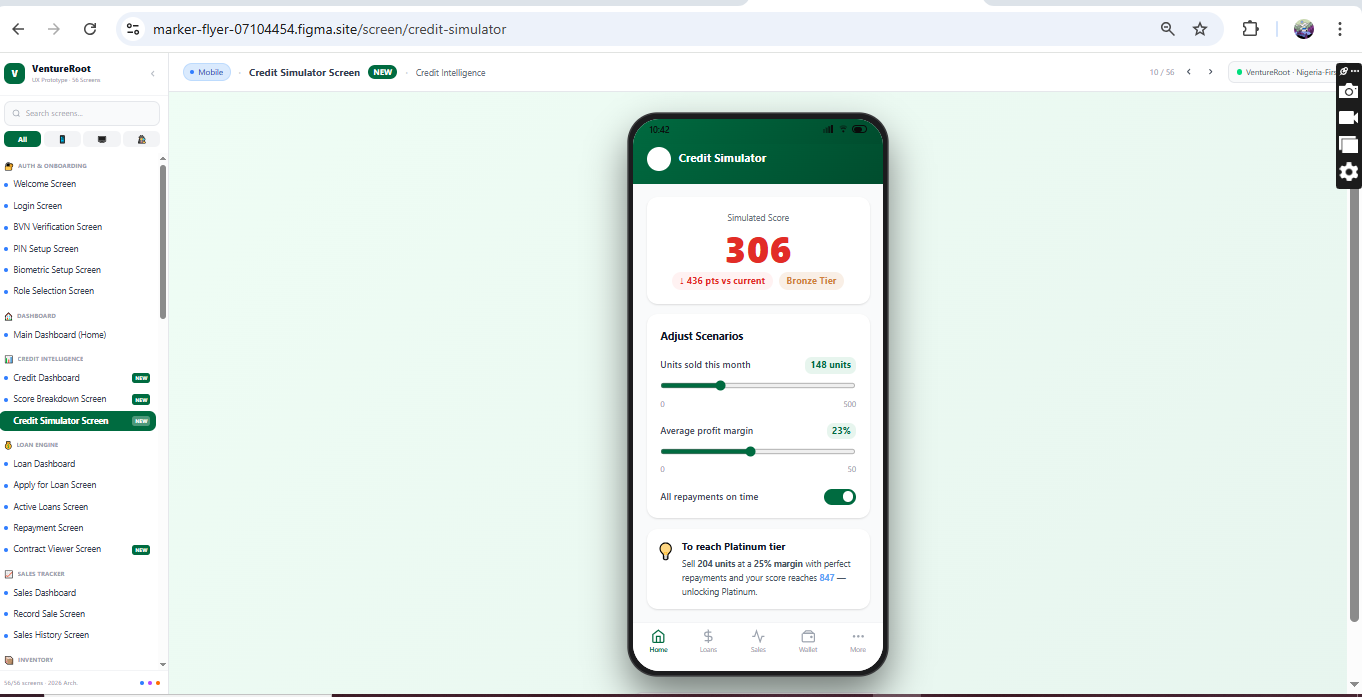 marker-flyer-07104454.figma.site/screen/credit-simulator
V
VentureRoot
UX Prototype · 56 Screens
Search screens...
All
AUTH & ONBOARDING
Welcome Screen
Login Screen
BVN Verification Screen
PIN Setup Screen
Biometric Setup Screen
Role Selection Screen
DASHBOARD
Main Dashboard (Home)
CREDIT INTELLIGENCE
Credit Dashboard NEW
Score Breakdown Screen NEW
Credit Simulator Screen NEW
LOAN ENGINE
Loan Dashboard
Apply for Loan Screen
Active Loans Screen
Repayment Screen
Contract Viewer Screen NEW
SALES TRACKER
Sales Dashboard
Record Sale Screen
Sales History Screen
INVENTORY
56/56 screens · 2026 Arch.
Mobile · Credit Simulator Screen NEW · Credit Intelligence
10 / 56
VentureRoot · Nigeria-Firs
10:42
Credit Simulator
Simulated Score
306
↓ 436 pts vs current
Bronze Tier
Adjust Scenarios
Units sold this month 148 units
0 500
Average profit margin 23%
0 50
All repayments on time
To reach Platinum tier
Sell 204 units at a 25% margin with perfect
repayments and your score reaches 847 —
unlocking Platinum.
Home Loans Sales Wallet More